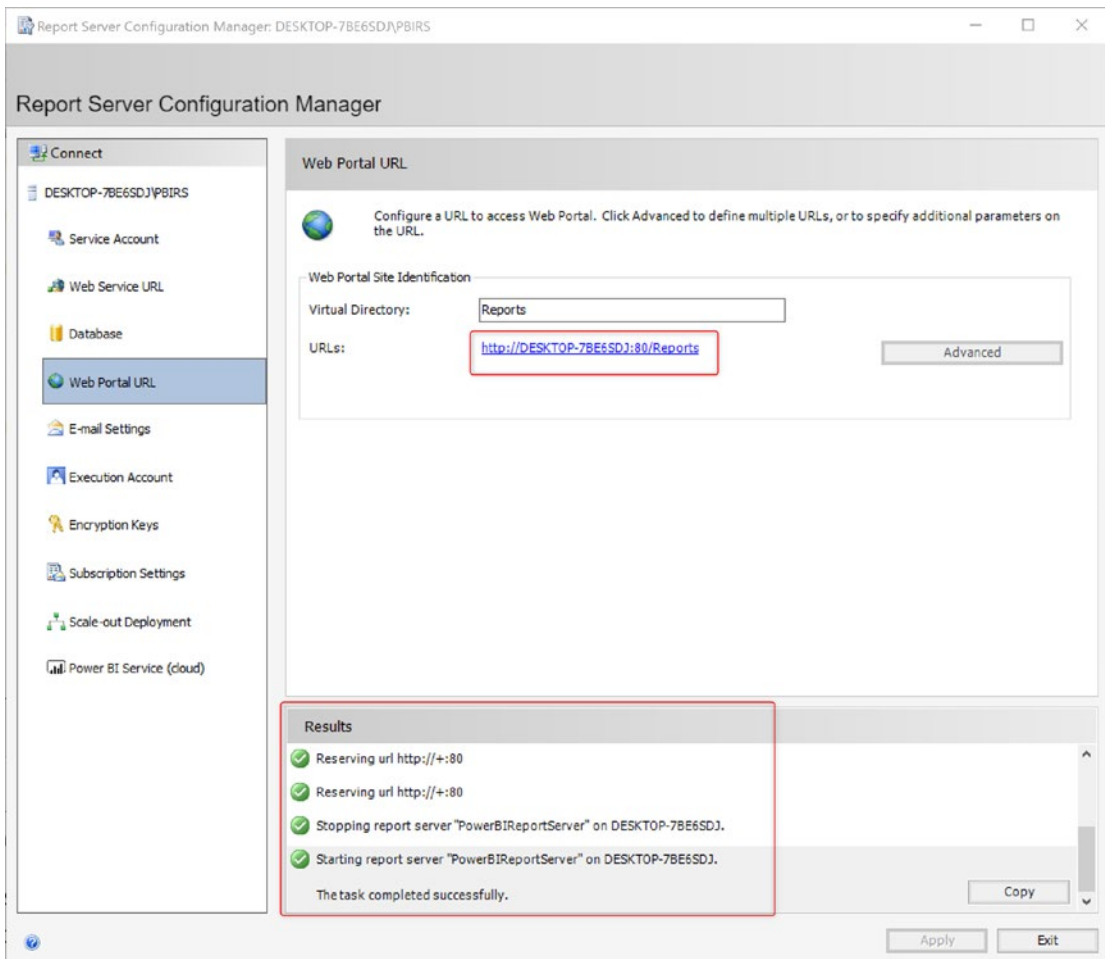 Report Server Configuration Manager: DESKTOP-7BE6SDJ\PBIRS
Report Server Configuration Manager
Connect
DESKTOP-7BE6SDJ\PBIRS
Service Account
Web Service URL
Database
Web Portal URL
E-mail Settings
Execution Account
Encryption Keys
Subscription Settings
Scale-out Deployment
Power BI Service (cloud)
Web Portal URL
Configure a URL to access Web Portal. Click Advanced to define multiple URLs, or to specify additional parameters on
the URL.
Web Portal Site Identification
Virtual Directory: Reports
URLs: http://DESKTOP-7BE6SDJ:80/Reports Advanced
Results
Reserving url http://+:80
Reserving url http://+:80
Stopping report server "PowerBIReportServer" on DESKTOP-7BE6SDJ.
Starting report server "PowerBIReportServer" on DESKTOP-7BE6SDJ.
The task completed successfully.
Copy
Apply Exit